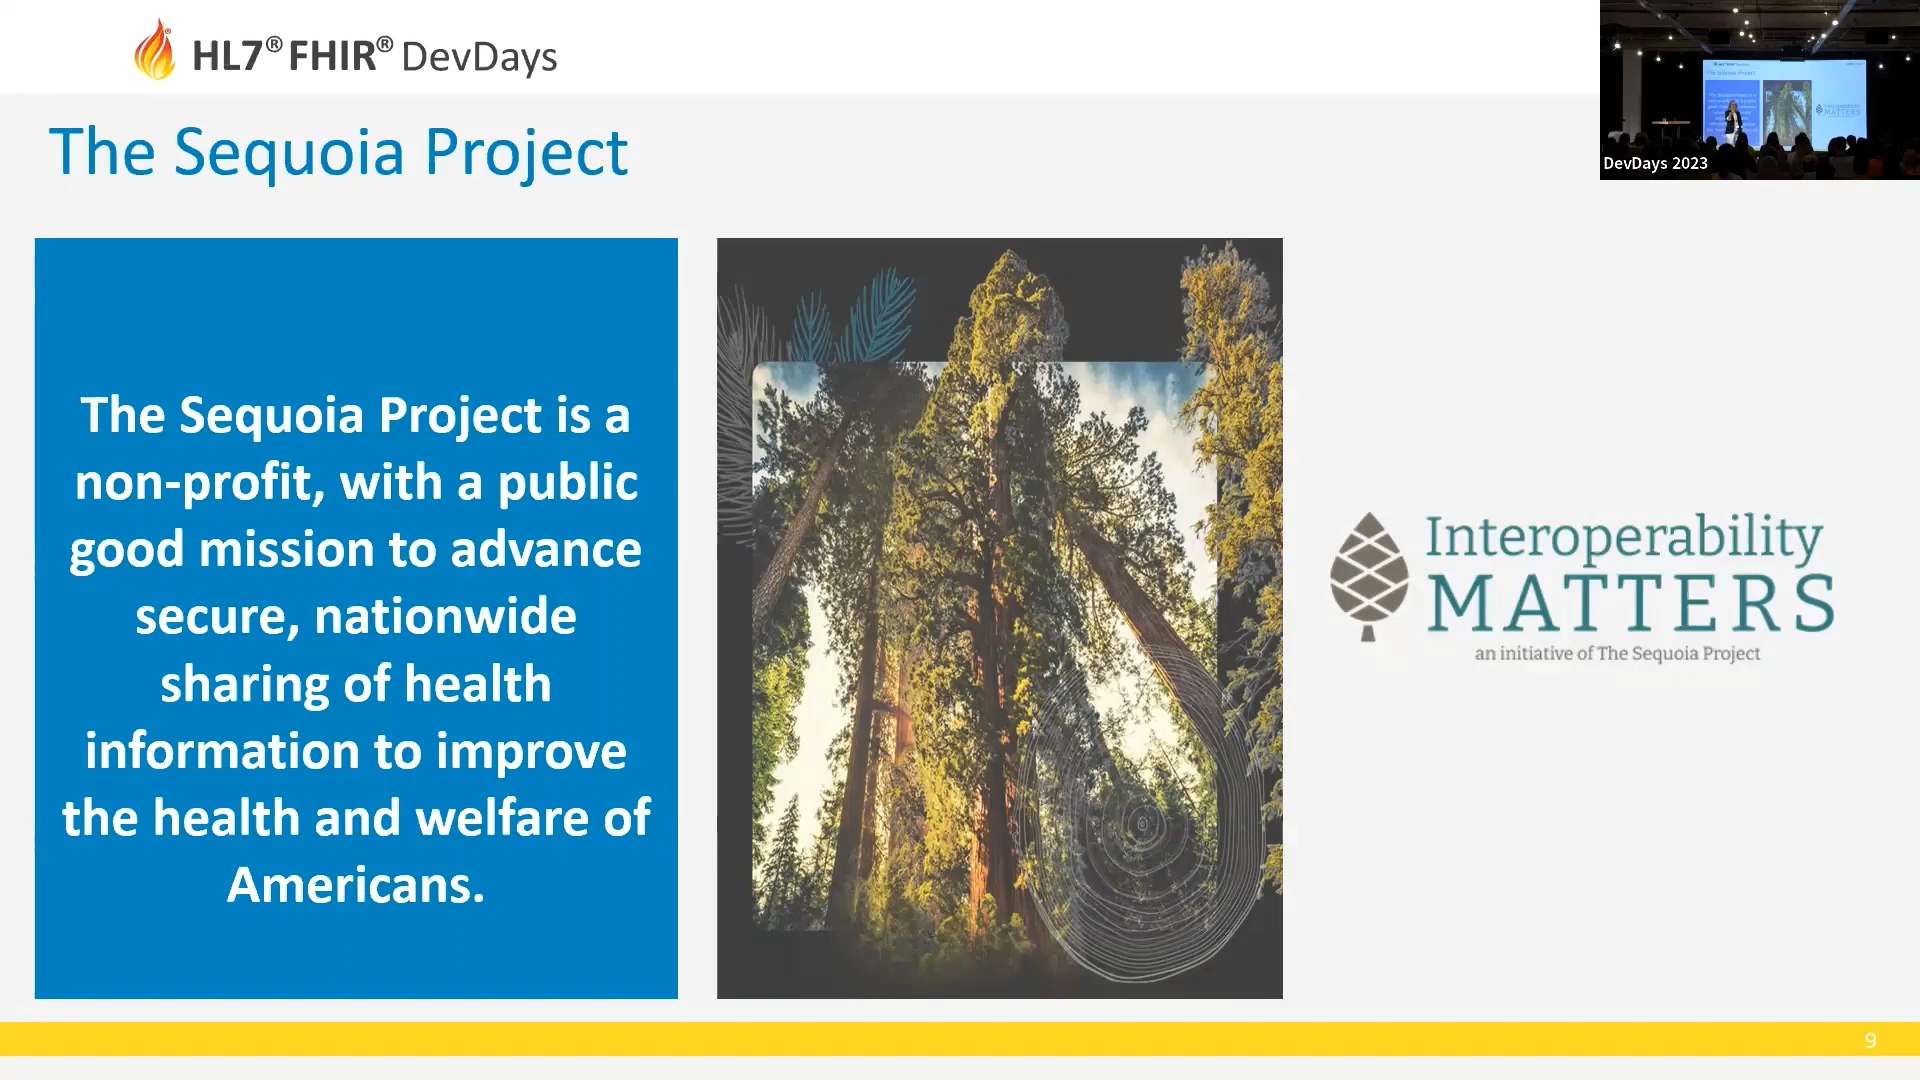 HL7® FHIR® DevDays
The Sequoia Project
DevDays 2023
The Sequoia Project is a
non-profit, with a public
good mission to advance
secure, nationwide
sharing of health
information to improve
the health and welfare of
Americans.
Interoperability
MATTERS
an initiative of The Sequoia Project
9